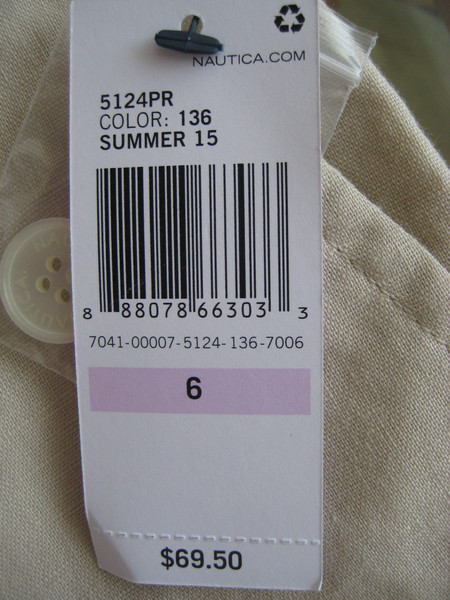 NAUTICA.COM
5124PR
COLOR: 136
SUMMER 15
8 88078 66303 3
7041-00007-5124-136-7006
6
$69.50